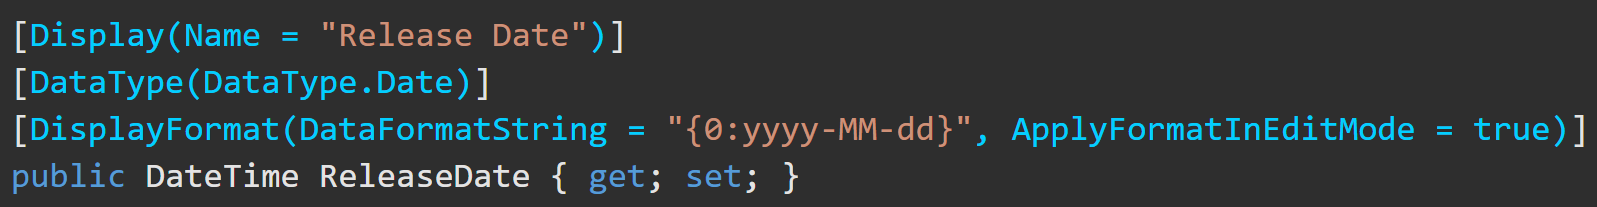 [Display(Name = "Release Date")]
[DataType(DataType.Date)]
[DisplayFormat(DataFormatString = "{0:yyyy-MM-dd}", ApplyFormatInEditMode = true)]
public DateTime ReleaseDate { get; set; }